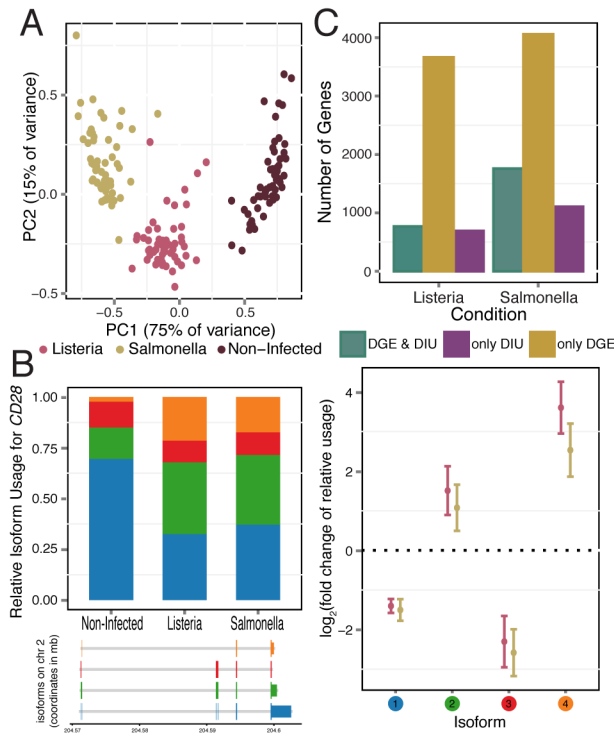 A
PC2 (15% of variance)
0.5
0.0
−0.5
−0.5
0.0
0.5
PC1 (75% of variance)
Listeria
Salmonella
Non−Infected
C
Number of Genes
4000
3000
2000
1000
0
Listeria
Salmonella
Condition
DGE & DIU
only DIU
only DGE
B
Relative Isoform Usage for CD28
1.00
0.75
0.50
0.25
0.00
Non-Infected
Listeria
Salmonella
isoforms on chr 2
(coordinates in mb)
204.57
204.58
204.59
204.6
log2(fold change of relative usage)
4
2
0
−2
1
2
3
4
Isoform